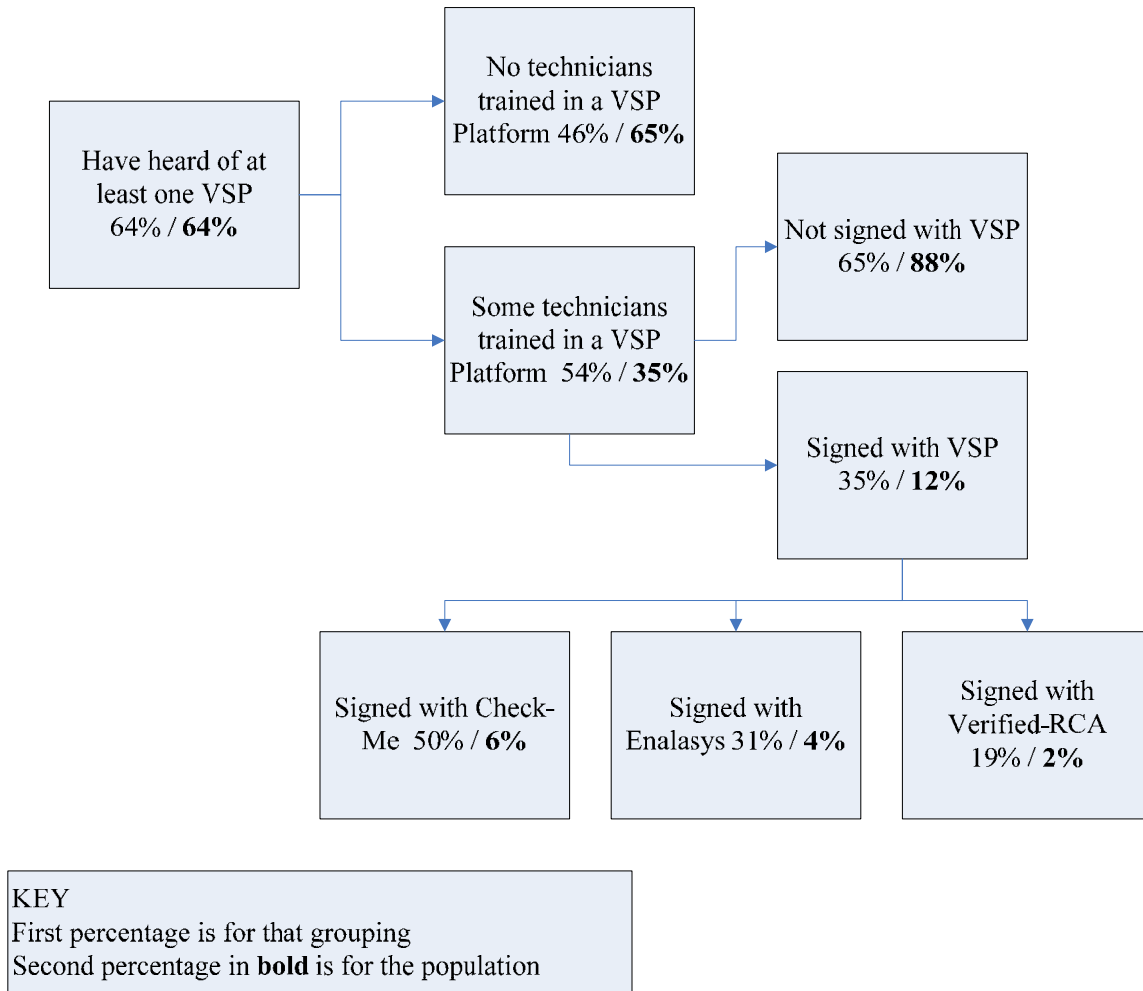 No technicians
trained in a VSP
Platform 46% / 65%
Have heard of at
least one VSP
64% / 64%
Not signed with VSP
65% / 88%
Some technicians
trained in a VSP
Platform 54% / 35%
Signed with VSP
35% / 12%
Signed with Check-
Me 50% / 6%
Signed with
Enalasys 31% / 4%
Signed with
Verified-RCA
19% / 2%
KEY
First percentage is for that grouping
Second percentage in bold is for the population